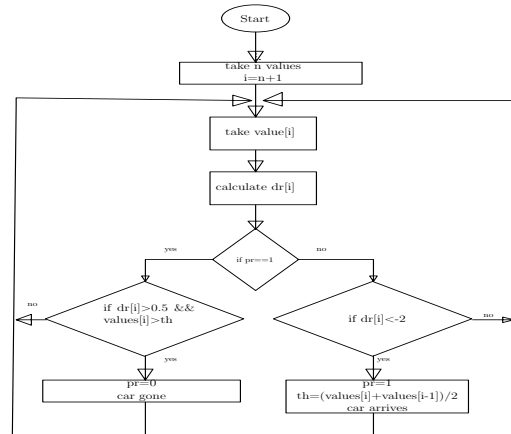 Start
take n values
i=n+1
take value[i]
calculate dr[i]
if pr==1
yes
no
if dr[i]>0.5 &&
values[i]>th
if dr[i]<-2
no
no
yes
yes
pr=0
car gone
pr=1
th=(values[i]+values[i-1])/2
car arrives